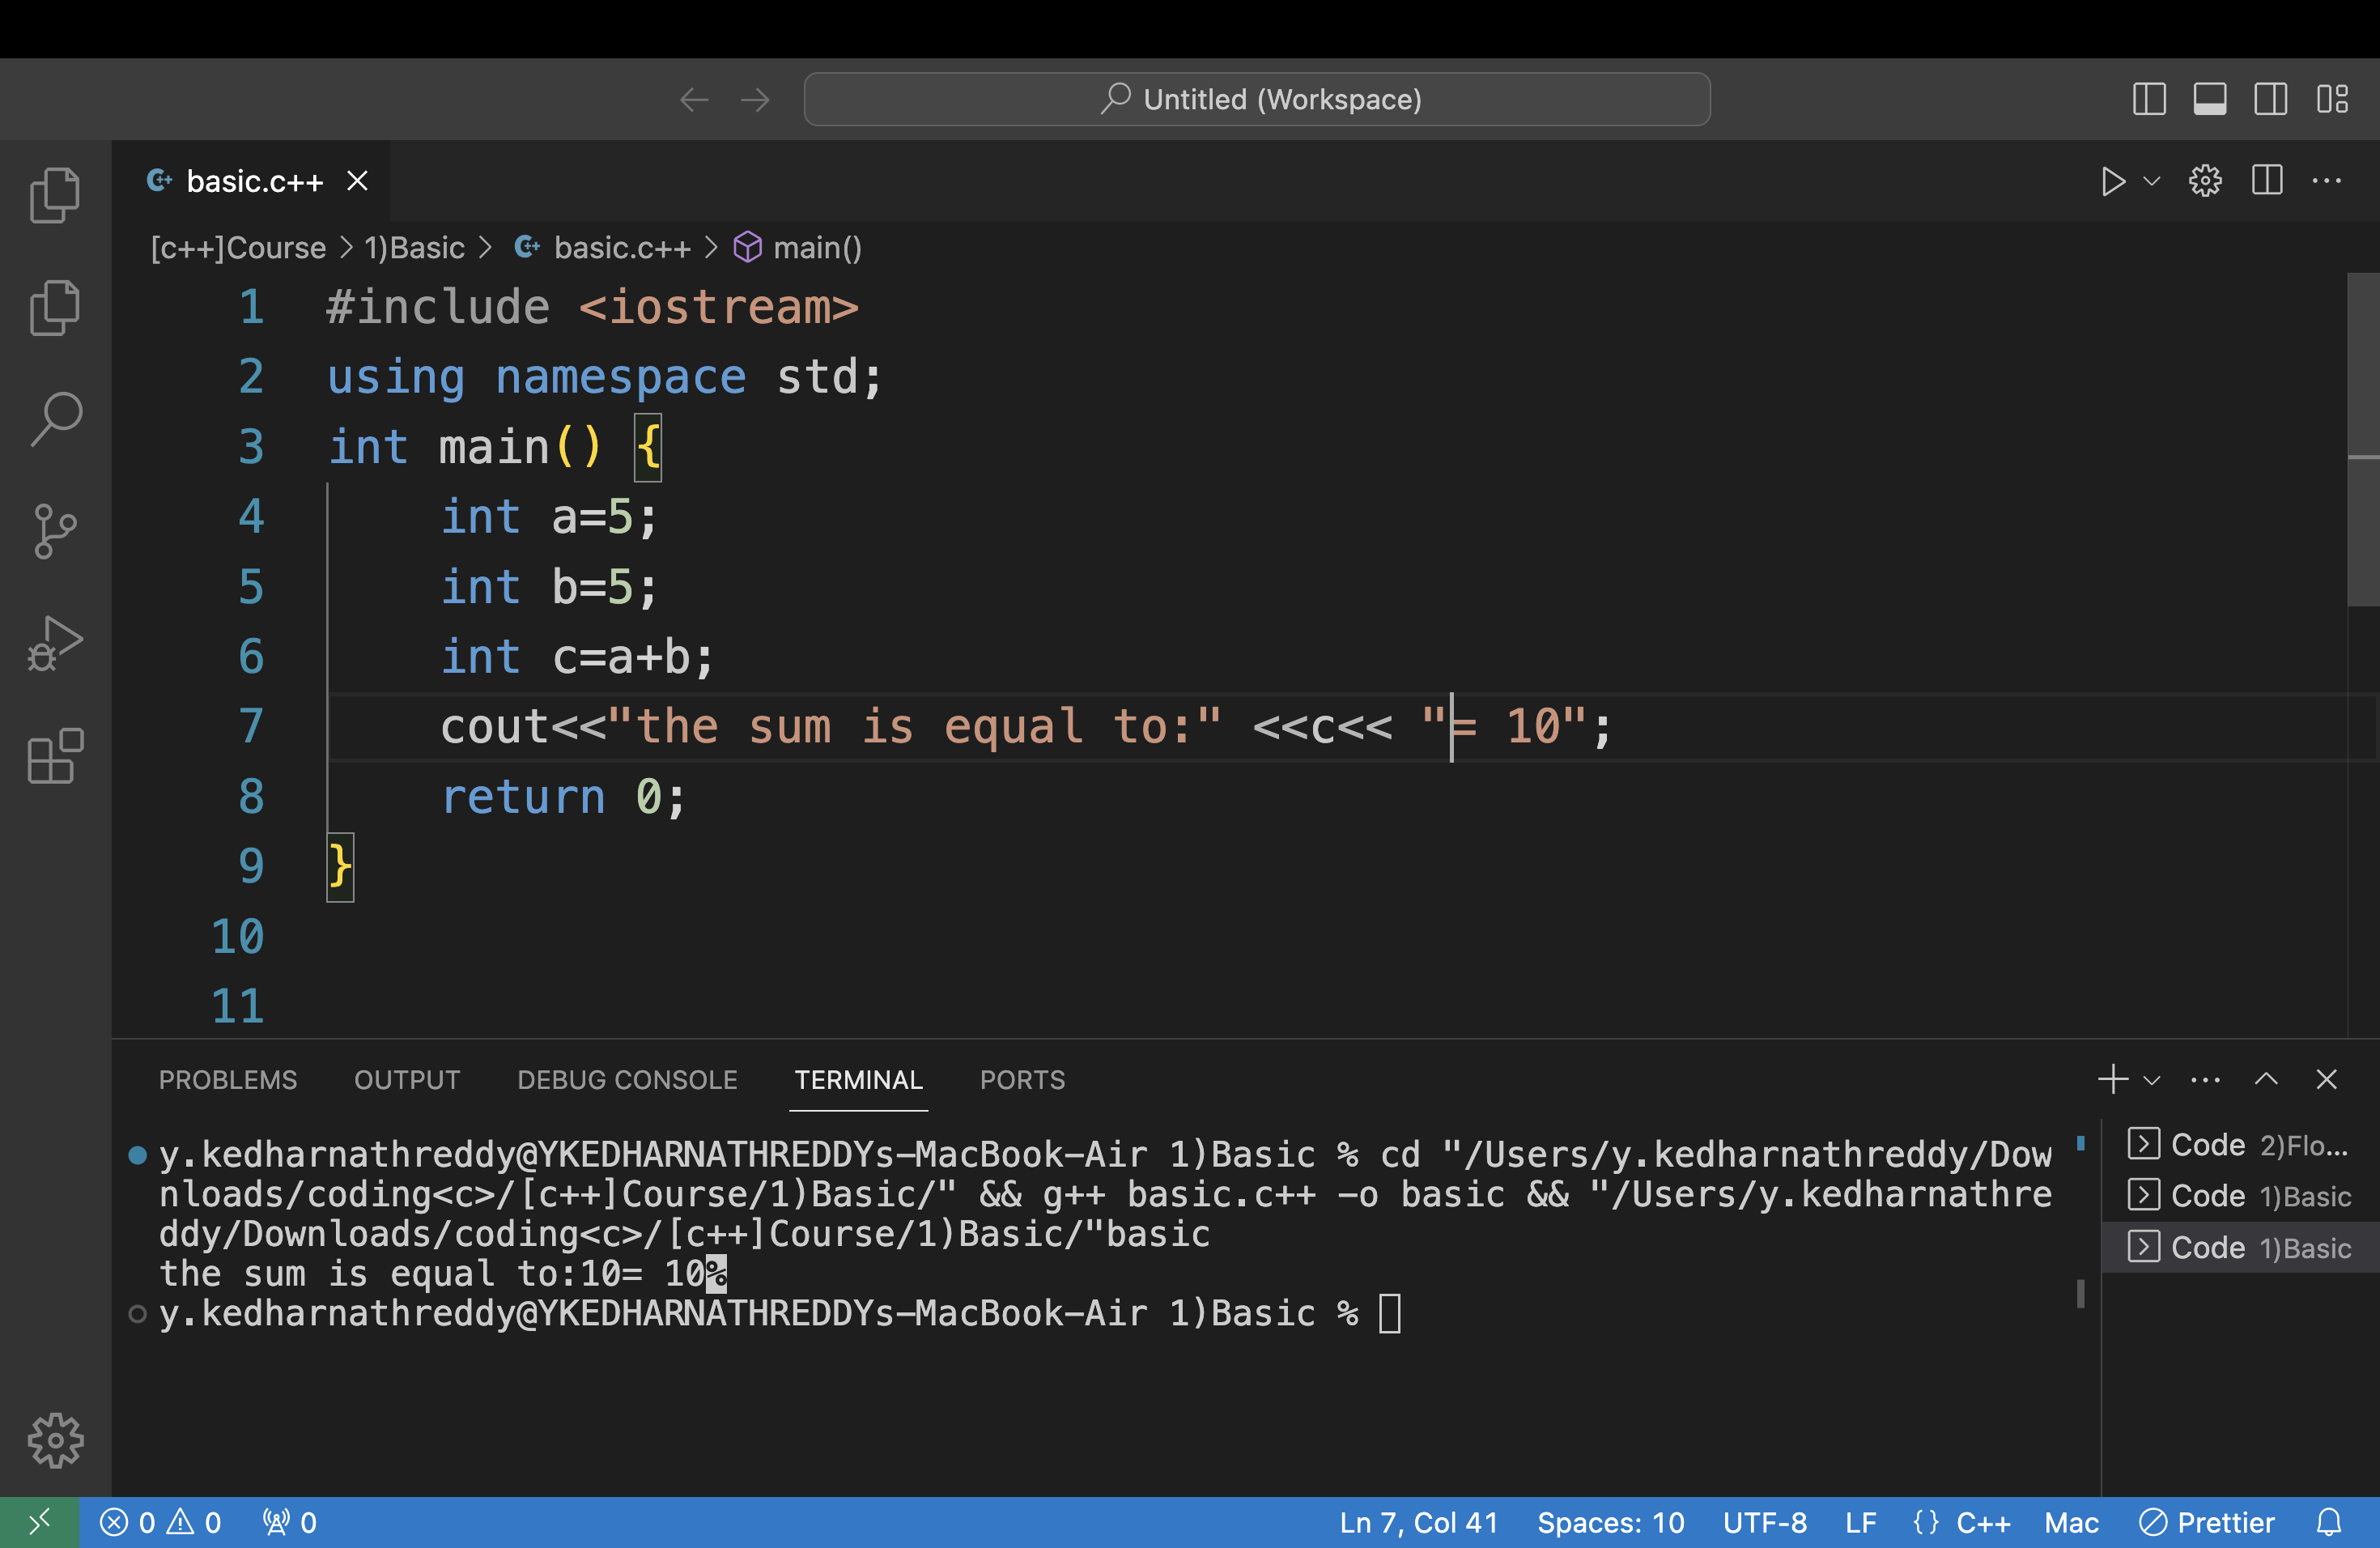 Untitled (Workspace)
basic.c++
[c++]Course > 1)Basic > basic.c++ > main()
1 #include <iostream>
2 using namespace std;
3 int main() {
4 int a=5;
5 int b=5;
6 int c=a+b;
7 cout<<"the sum is equal to:" <<c<< "= 10";
8 return 0;
9 }
10
11
PROBLEMS OUTPUT DEBUG CONSOLE TERMINAL PORTS
y.kedharnathreddy@YKEDHARNATHREDDYs-MacBook-Air 1)Basic % cd "/Users/y.kedharnathreddy/Dow
nloads/coding<c>/[c++]Course/1)Basic/" && g++ basic.c++ -o basic && "/Users/y.kedharnathre
ddy/Downloads/coding<c>/[c++]Course/1)Basic/"basic
the sum is equal to:10= 10%
y.kedharnathreddy@YKEDHARNATHREDDYs-MacBook-Air 1)Basic %
Code 2)Flo...
Code 1)Basic
Code 1)Basic
0 0 0 Ln 7, Col 41 Spaces: 10 UTF-8 LF {} C++ Mac Prettier